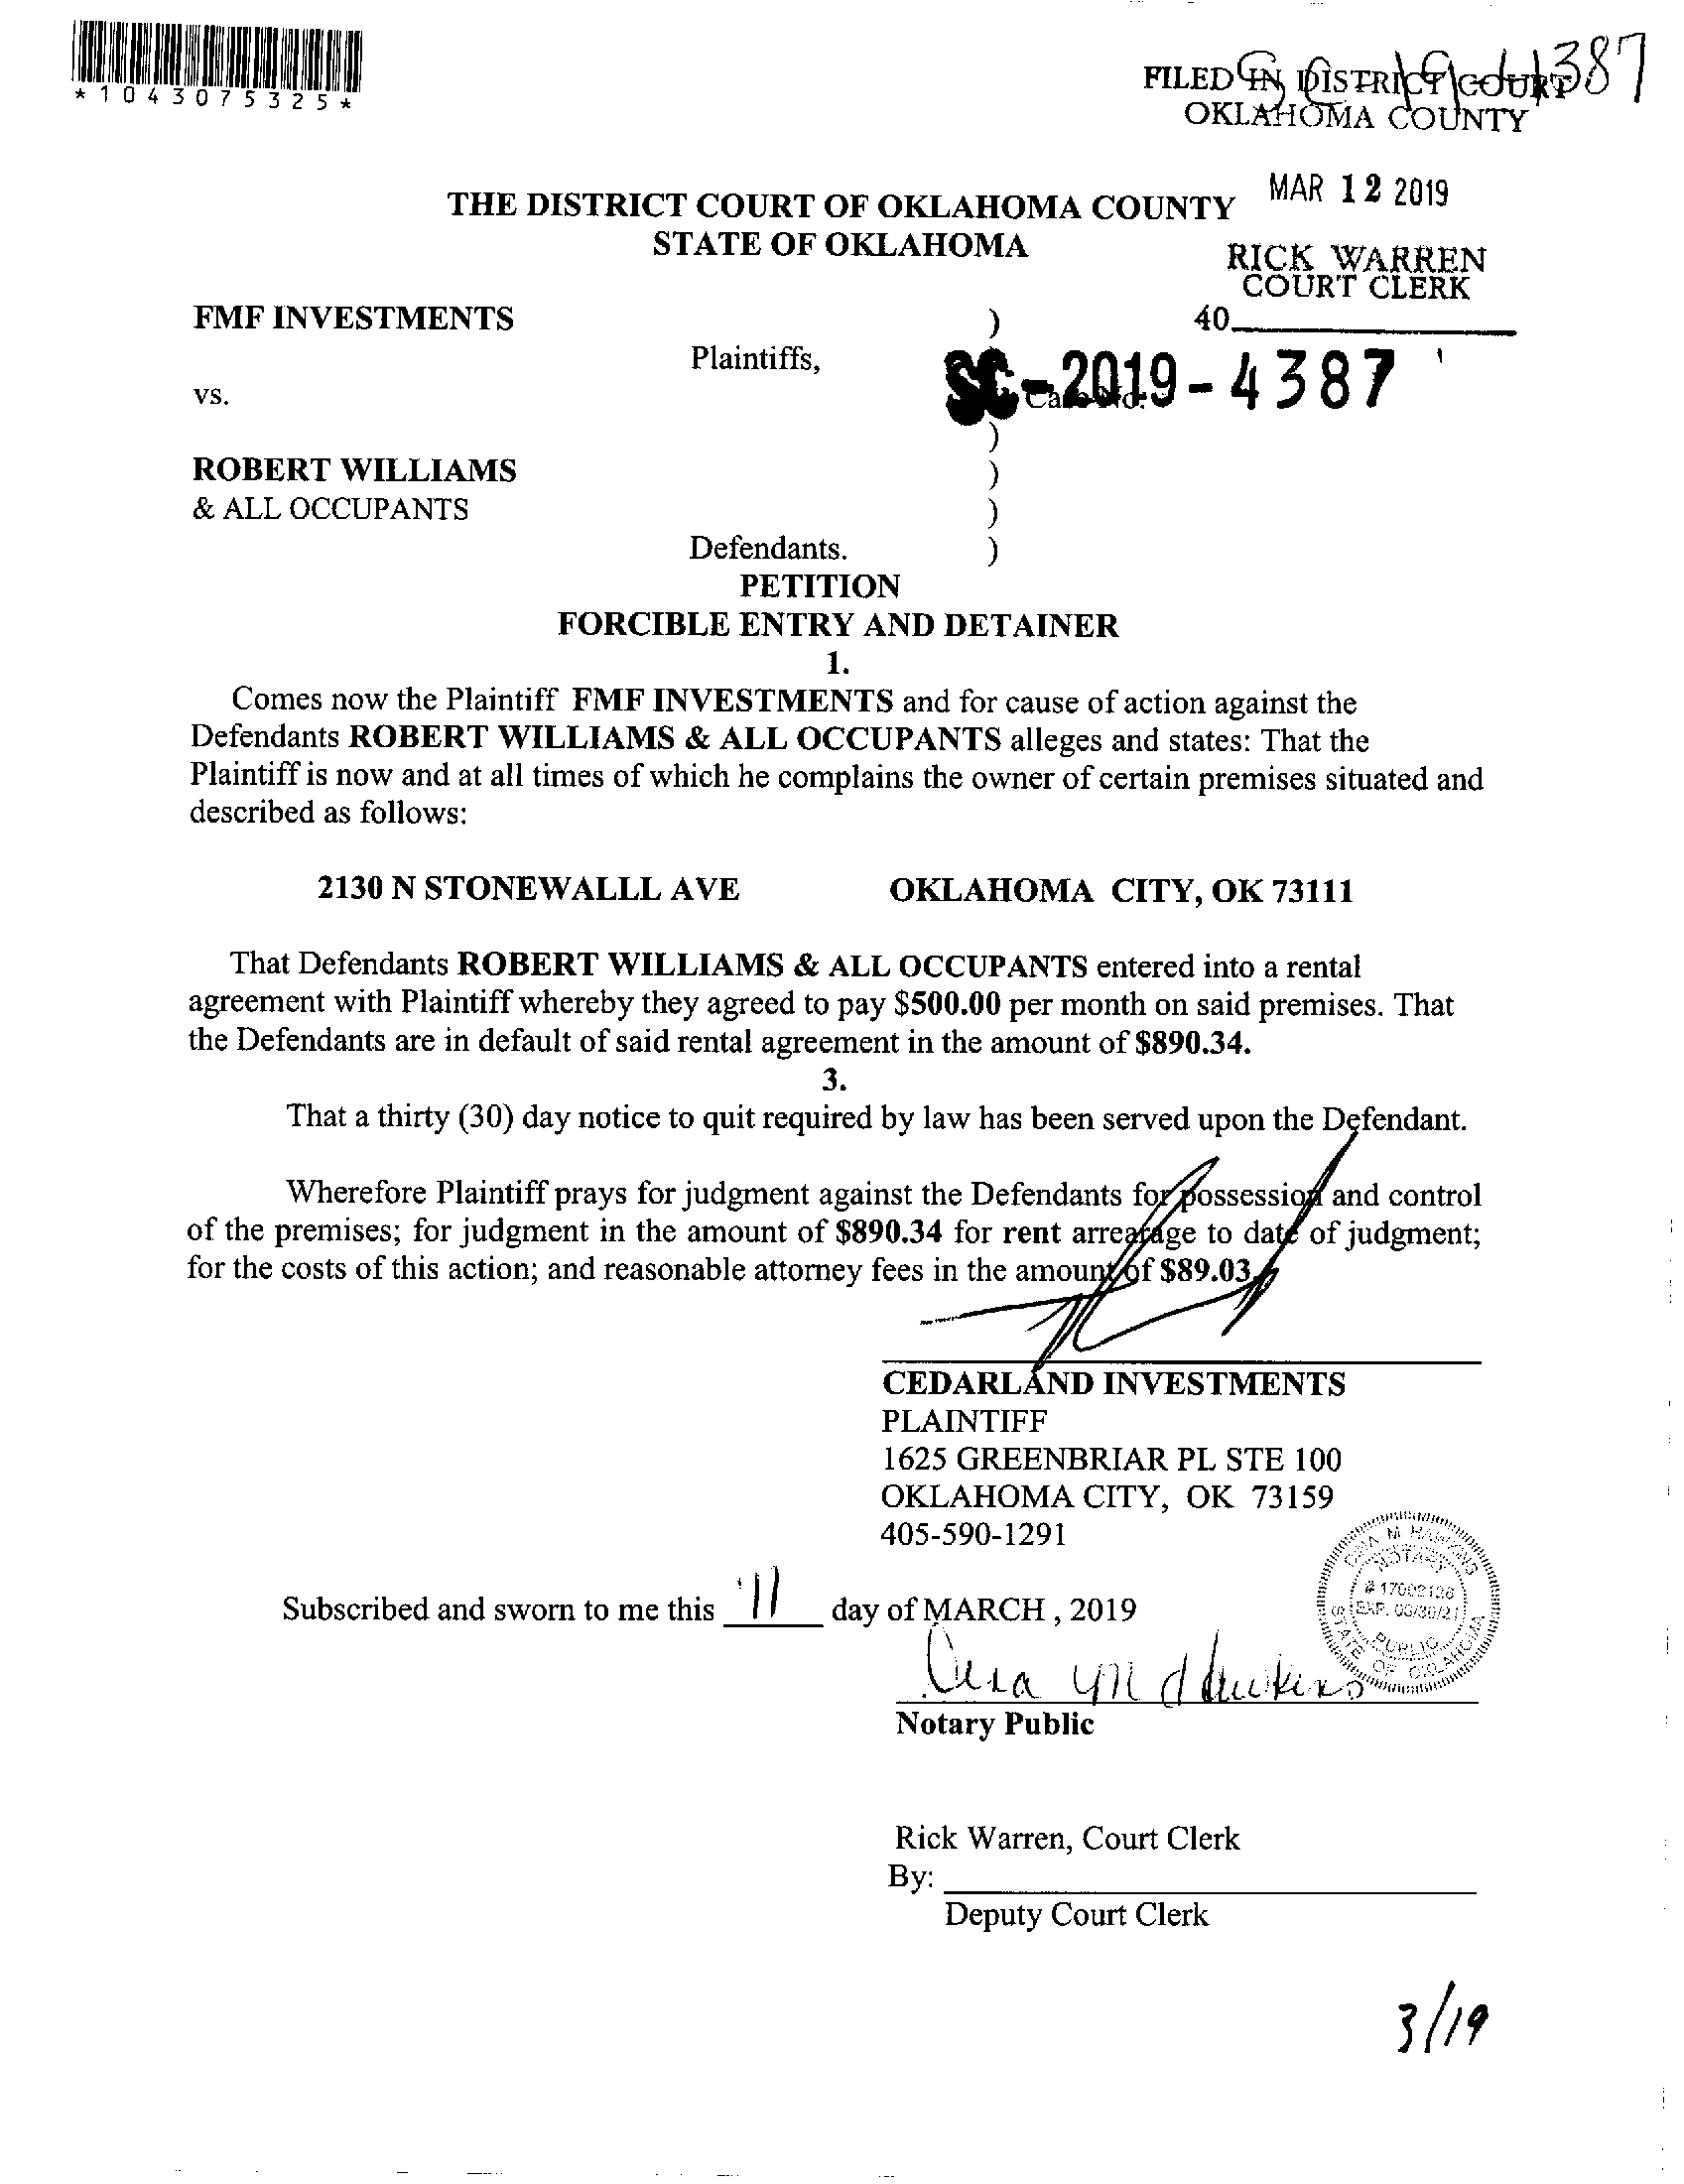 *1043075325*
FILED IN DISTRICT COURT
OKLAHOMA COUNTY
MAR 12 2019
THE DISTRICT COURT OF OKLAHOMA COUNTY
STATE OF OKLAHOMA
RICK WARREN
COURT CLERK
40
FMF INVESTMENTS )
Plaintiffs,
SC-2019-4387
vs. Case No:
)
ROBERT WILLIAMS )
& ALL OCCUPANTS )
Defendants. )
PETITION
FORCIBLE ENTRY AND DETAINER
1.
Comes now the Plaintiff FMF INVESTMENTS and for cause of action against the
Defendants ROBERT WILLIAMS & ALL OCCUPANTS alleges and states: That the
Plaintiff is now and at all times of which he complains the owner of certain premises situated and
described as follows:
2130 N STONEWALLL AVE OKLAHOMA CITY, OK 73111
That Defendants ROBERT WILLIAMS & ALL OCCUPANTS entered into a rental
agreement with Plaintiff whereby they agreed to pay $500.00 per month on said premises. That
the Defendants are in default of said rental agreement in the amount of $890.34.
3.
That a thirty (30) day notice to quit required by law has been served upon the Defendant.
Wherefore Plaintiff prays for judgment against the Defendants for possession and control
of the premises; for judgment in the amount of $890.34 for rent arrearage to date of judgment;
for the costs of this action; and reasonable attorney fees in the amount of $89.03.
CEDARLAND INVESTMENTS
PLAINTIFF
1625 GREENBRIAR PL STE 100
OKLAHOMA CITY, OK 73159
405-590-1291
Subscribed and sworn to me this 11 day of MARCH , 2019
NOTARY
PUBLIC
STATE OF OKLAHOMA
Notary Public
Rick Warren, Court Clerk
By:
Deputy Court Clerk
3/19